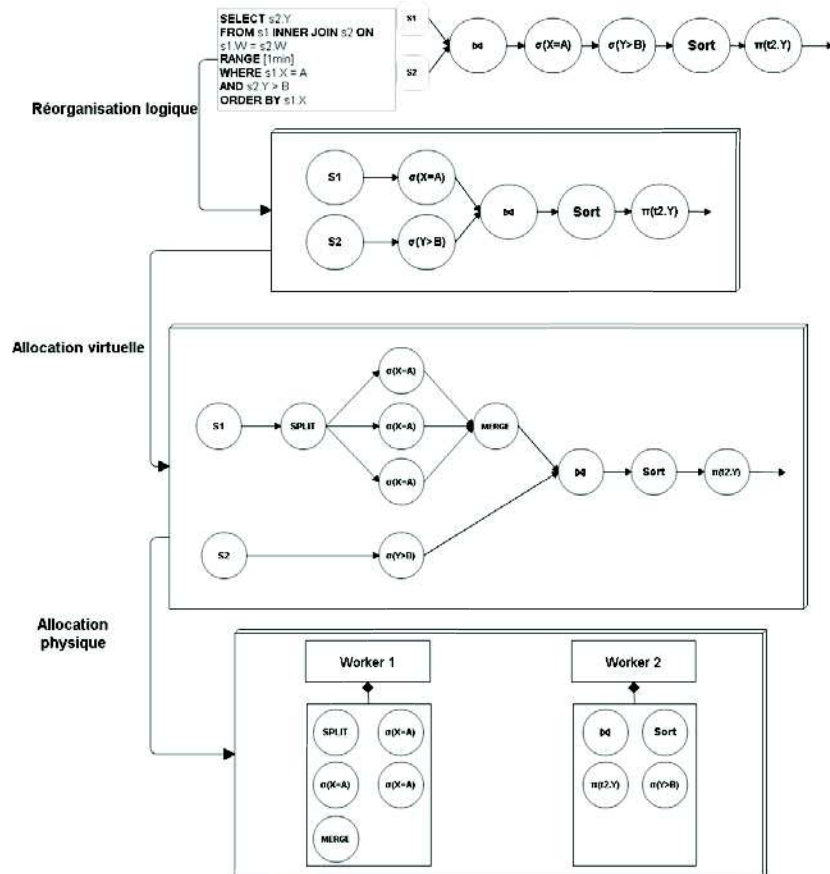 SELECT s2.Y
FROM s1 INNER JOIN s2 ON
s1.W = s2.W
RANGE [1min]
WHERE s1.X = A
AND s2.Y > B
ORDER BY s1.X
S1
S2
⋈
σ(X=A)
σ(Y>B)
Sort
π(t2.Y)
Réorganisation logique
S1
σ(X=A)
S2
σ(Y>B)
⋈
Sort
π(t2.Y)
Allocation virtuelle
S1
SPLIT
σ(X=A)
σ(X=A)
σ(X=A)
MERGE
S2
σ(Y>B)
⋈
Sort
π(t2.Y)
Allocation
physique
Worker 1
SPLIT
σ(X=A)
σ(X=A)
σ(X=A)
MERGE
Worker 2
⋈
Sort
π(t2.Y)
σ(Y>B)